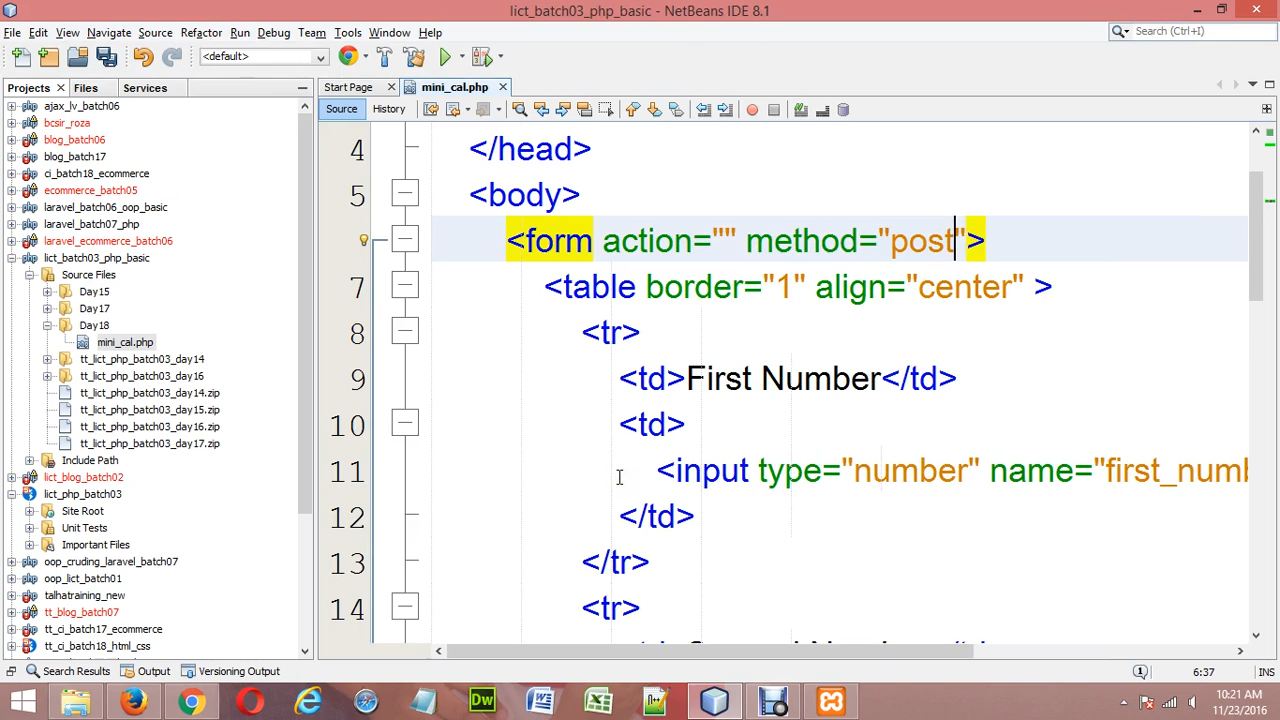 lict_batch03_php_basic - NetBeans IDE 8.1
File Edit View Navigate Source Refactor Run Debug Team Tools Window Help
Search (Ctrl+I)
<default>
Projects Files Services
Start Page mini_cal.php
Source History
ajax_lv_batch06
bcsir_roza
blog_batch06
blog_batch17
ci_batch18_ecommerce
ecommerce_batch05
laravel_batch06_oop_basic
laravel_batch07_php
laravel_ecommerce_batch06
lict_batch03_php_basic
Source Files
Day15
Day17
Day18
mini_cal.php
tt_lict_php_batch03_day14
tt_lict_php_batch03_day16
tt_lict_php_batch03_day14.zip
tt_lict_php_batch03_day15.zip
tt_lict_php_batch03_day16.zip
tt_lict_php_batch03_day17.zip
Include Path
lict_blog_batch02
lict_php_batch03
Site Root
Unit Tests
Important Files
oop_cruding_laravel_batch07
oop_lict_batch01
talhatraining_new
tt_blog_batch07
tt_ci_batch17_ecommerce
tt_ci_batch18_html_css
4 </head>
5 <body>
<form action="" method="post">
7 <table border="1" align="center" >
8 <tr>
9 <td>First Number</td>
10 <td>
11 <input type="number" name="first_numb
12 </td>
13 </tr>
14 <tr>
Search Results Output Versioning Output
6:37 INS
Dw
10:21 AM
11/23/2016